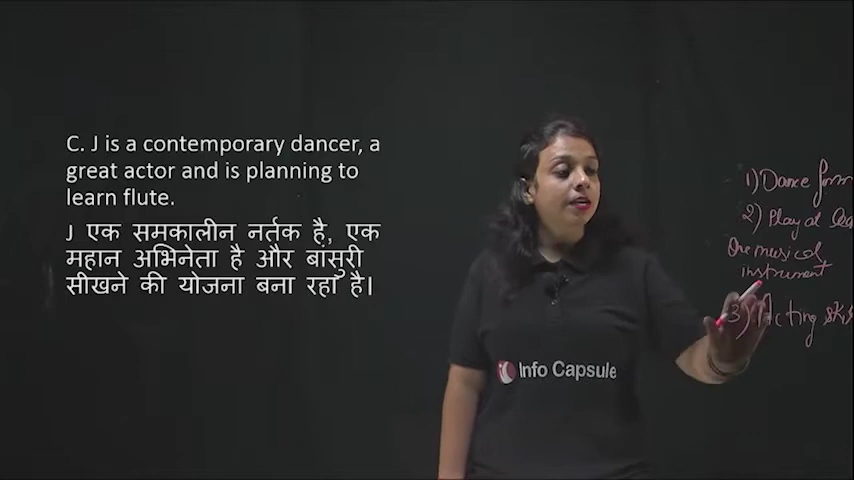 C. J is a contemporary dancer, a
great actor and is planning to
learn flute.
J एक समकालीन नर्तक है, एक
महान अभिनेता है और बासुरी
सीखने की योजना बना रहा है।
1) Dance form
2) Play at
One musical
instrument
3) Acting
Info Capsule